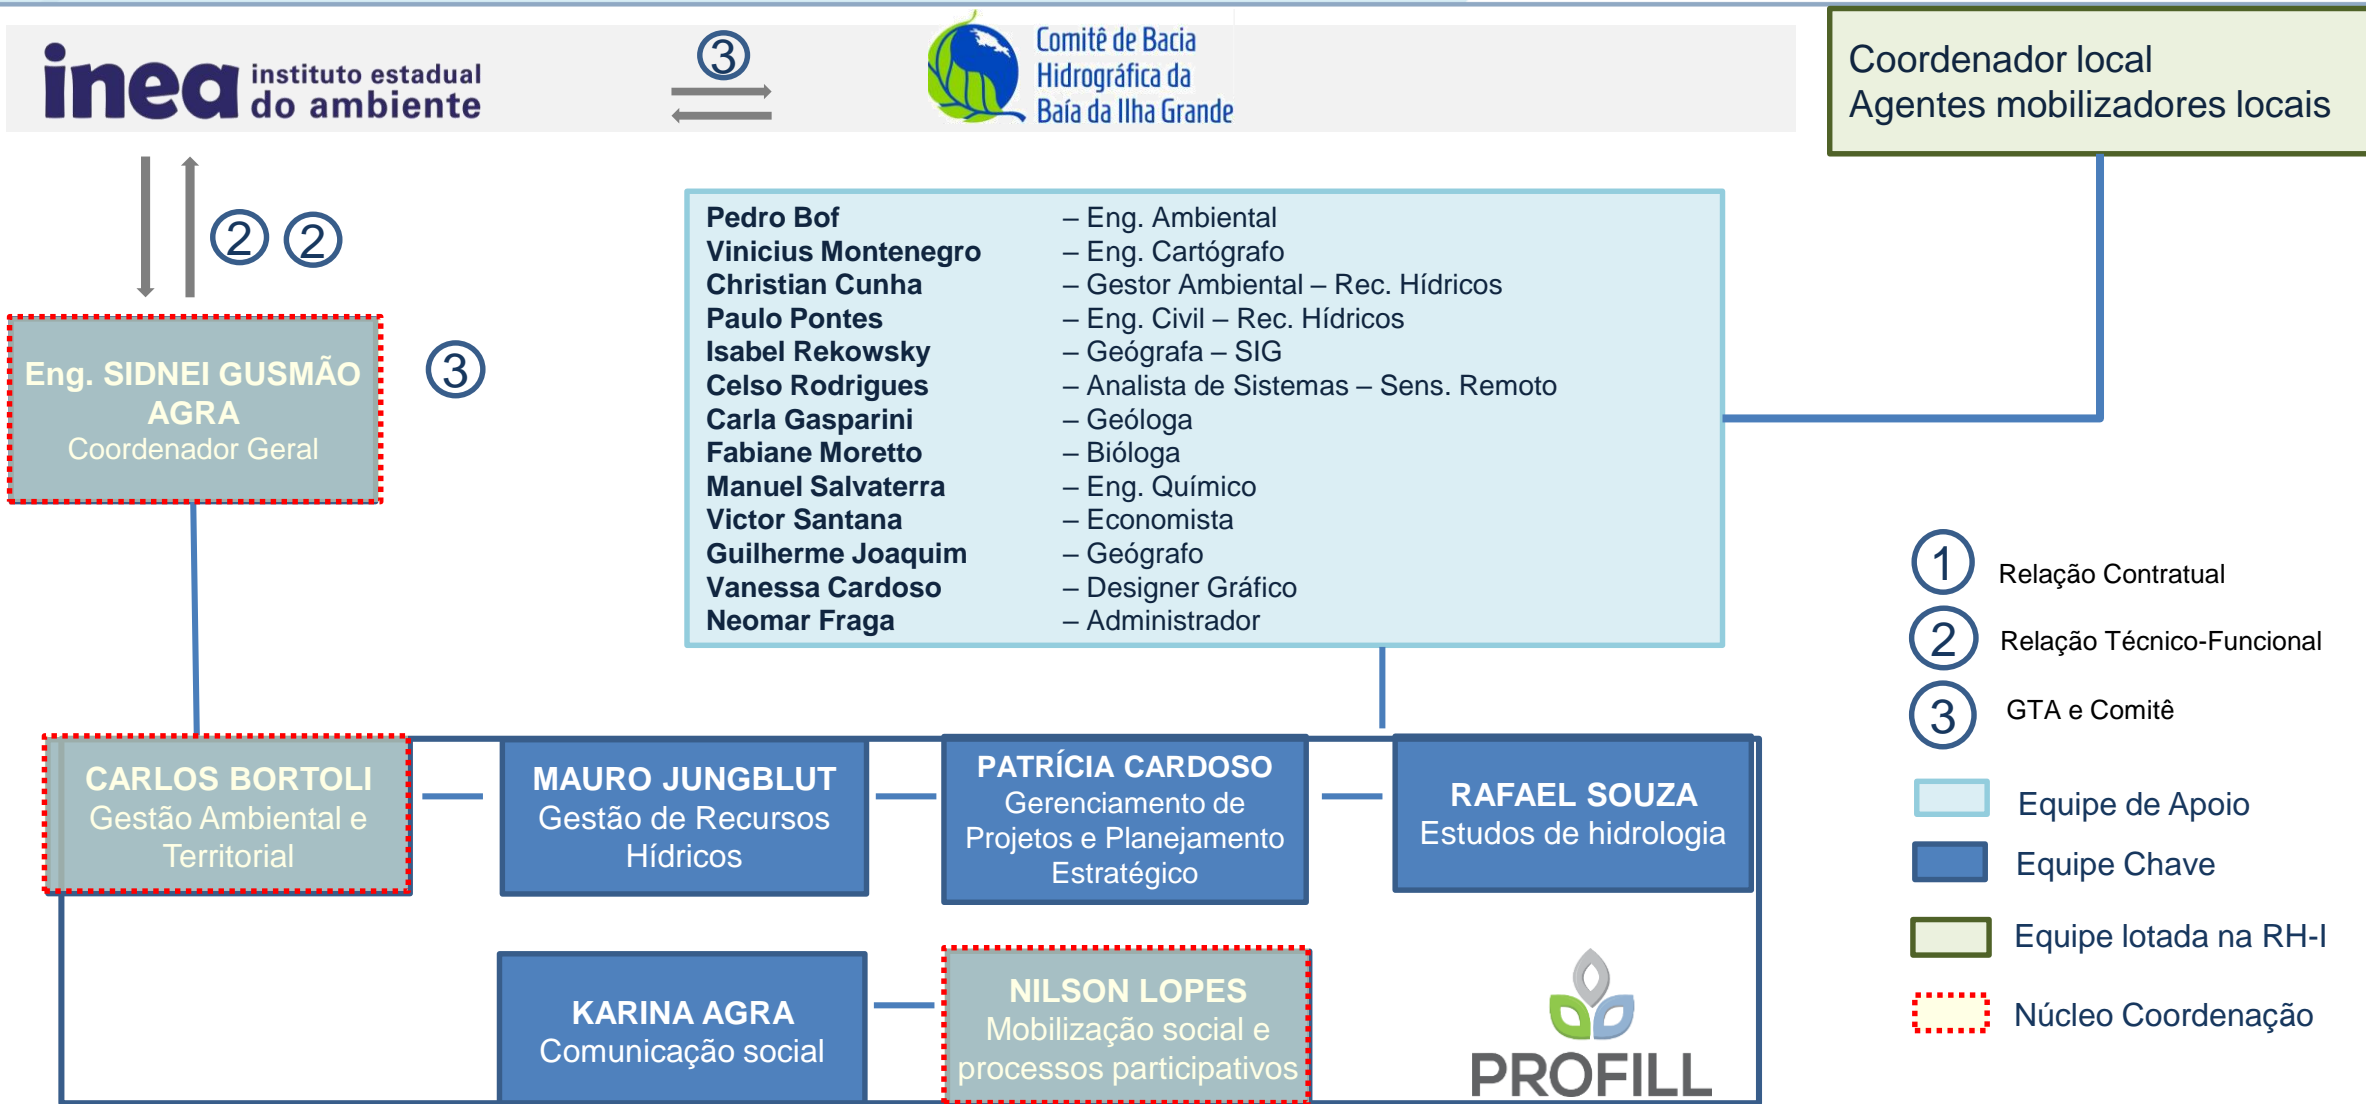 inea instituto estadual
do ambiente
3
Comitê de Bacia
Hidrográfica da
Baía da Ilha Grande
Coordenador local
Agentes mobilizadores locais
2 2
Eng. SIDNEI GUSMÃO
AGRA
Coordenador Geral
3
Pedro Bof – Eng. Ambiental
Vinicius Montenegro – Eng. Cartógrafo
Christian Cunha – Gestor Ambiental – Rec. Hídricos
Paulo Pontes – Eng. Civil – Rec. Hídricos
Isabel Rekowsky – Geógrafa – SIG
Celso Rodrigues – Analista de Sistemas – Sens. Remoto
Carla Gasparini – Geóloga
Fabiane Moretto – Bióloga
Manuel Salvaterra – Eng. Químico
Victor Santana – Economista
Guilherme Joaquim – Geógrafo
Vanessa Cardoso – Designer Gráfico
Neomar Fraga – Administrador
1 Relação Contratual
2 Relação Técnico-Funcional
3 GTA e Comitê
Equipe de Apoio
Equipe Chave
Equipe lotada na RH-I
Núcleo Coordenação
CARLOS BORTOLI
Gestão Ambiental e
Territorial
MAURO JUNGBLUT
Gestão de Recursos
Hídricos
PATRÍCIA CARDOSO
Gerenciamento de
Projetos e Planejamento
Estratégico
RAFAEL SOUZA
Estudos de hidrologia
KARINA AGRA
Comunicação social
NILSON LOPES
Mobilização social e
processos participativos
PROFILL